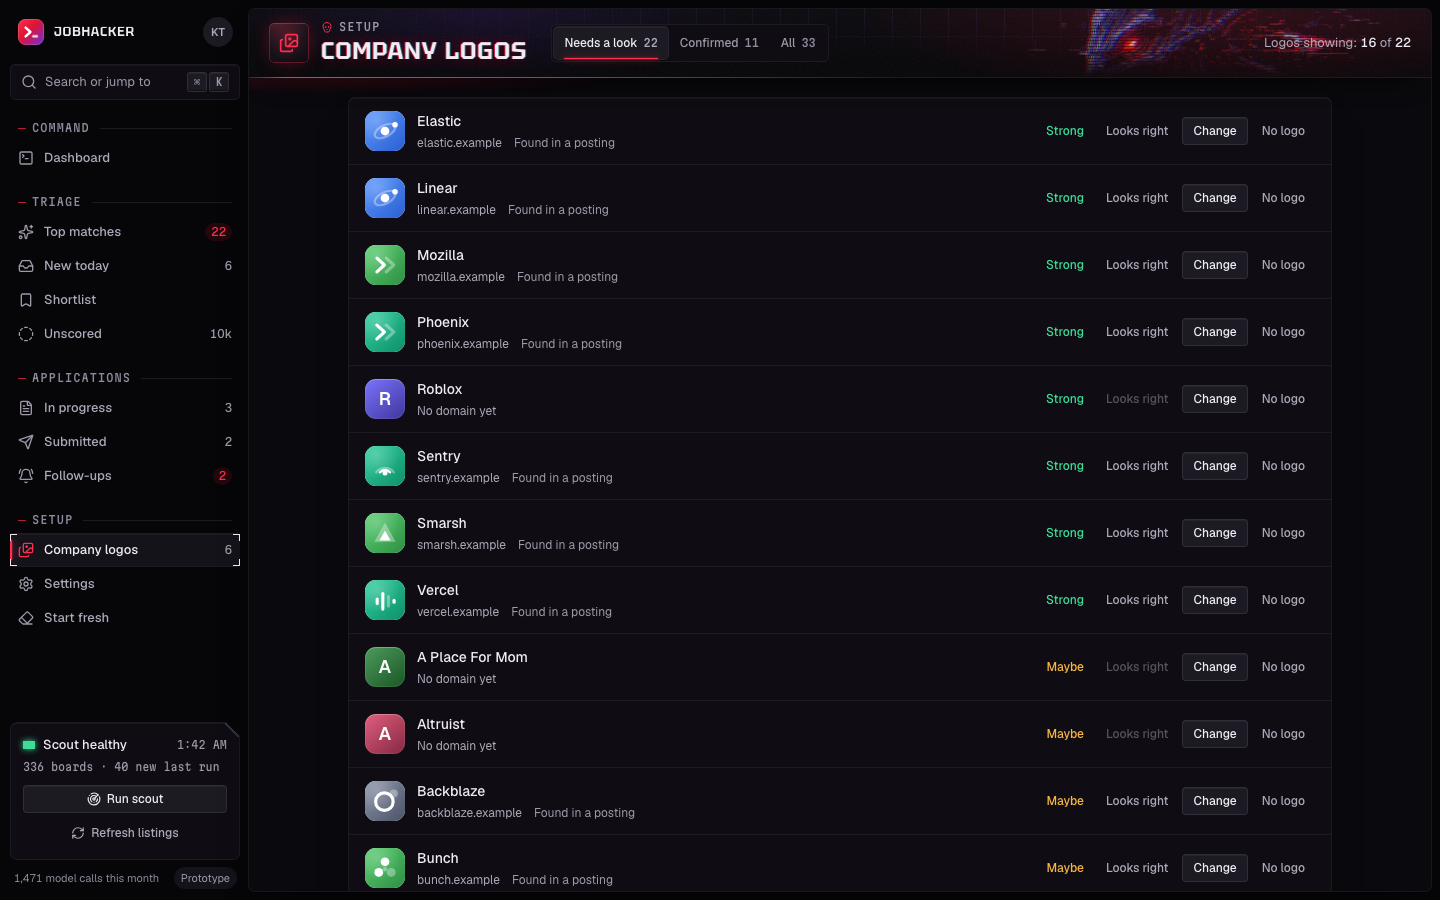 JOBHACKER
KT
Search or jump to
⌘ K
COMMAND
Dashboard
TRIAGE
Top matches 22
New today 6
Shortlist
Unscored 10k
APPLICATIONS
In progress 3
Submitted 2
Follow-ups 2
SETUP
Company logos 6
Settings
Start fresh
Scout healthy 1:42 AM
336 boards · 40 new last run
Run scout
Refresh listings
1,471 model calls this month Prototype
SETUP
COMPANY LOGOS
Needs a look 22 Confirmed 11 All 33
Logos showing: 16 of 22
Elastic
elastic.example Found in a posting
Strong Looks right Change No logo
Linear
linear.example Found in a posting
Strong Looks right Change No logo
Mozilla
mozilla.example Found in a posting
Strong Looks right Change No logo
Phoenix
phoenix.example Found in a posting
Strong Looks right Change No logo
R
Roblox
No domain yet
Strong Looks right Change No logo
Sentry
sentry.example Found in a posting
Strong Looks right Change No logo
Smarsh
smarsh.example Found in a posting
Strong Looks right Change No logo
Vercel
vercel.example Found in a posting
Strong Looks right Change No logo
A
A Place For Mom
No domain yet
Maybe Looks right Change No logo
A
Altruist
No domain yet
Maybe Looks right Change No logo
Backblaze
backblaze.example Found in a posting
Maybe Looks right Change No logo
Bunch
bunch.example Found in a posting
Maybe Looks right Change No logo